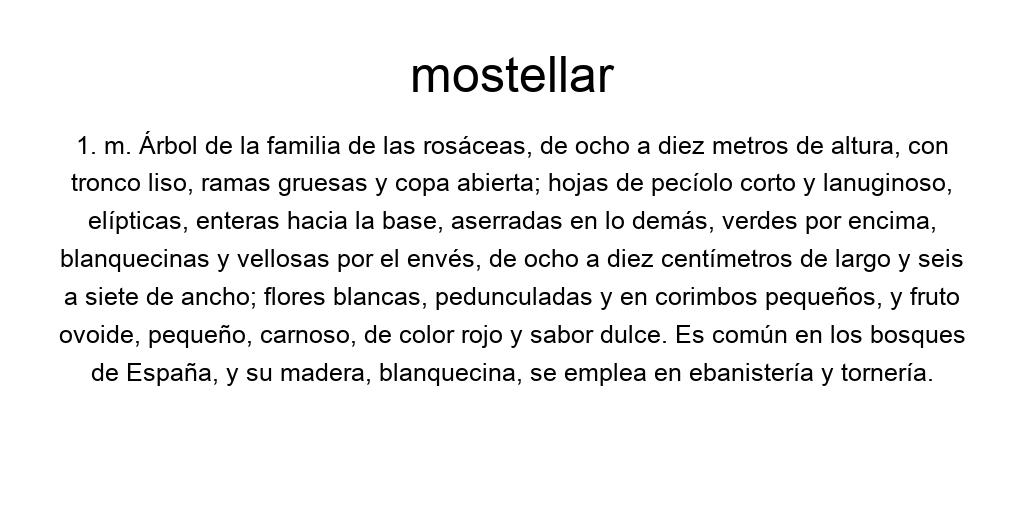 mostellar
1. m. Árbol de la familia de las rosáceas, de ocho a diez metros de altura, con
tronco liso, ramas gruesas y copa abierta; hojas de pecíolo corto y lanuginoso,
elípticas, enteras hacia la base, aserradas en lo demás, verdes por encima,
blanquecinas y vellosas por el envés, de ocho a diez centímetros de largo y seis
a siete de ancho; flores blancas, pedunculadas y en corimbos pequeños, y fruto
ovoide, pequeño, carnoso, de color rojo y sabor dulce. Es común en los bosques
de España, y su madera, blanquecina, se emplea en ebanistería y tornería.